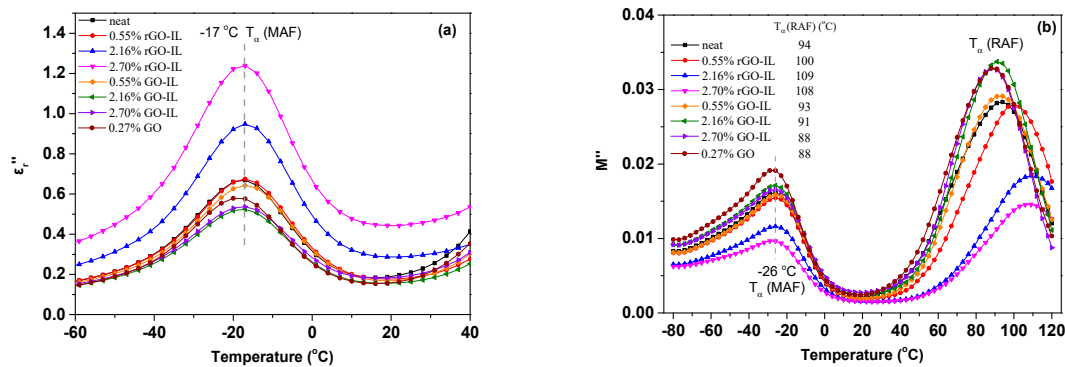 (a)
-17 °C Tα (MAF)
neat
0.55% rGO-IL
2.16% rGO-IL
2.70% rGO-IL
0.55% GO-IL
2.16% GO-IL
2.70% GO-IL
0.27% GO
εr''
1.4
1.2
1.0
0.8
0.6
0.4
0.2
0.0
-60 -40 -20 0 20 40
Temperature (°C)
(b)
Tα (RAF) (°C)
neat 94
0.55% rGO-IL 100
2.16% rGO-IL 109
2.70% rGO-IL 108
0.55% GO-IL 93
2.16% GO-IL 91
2.70% GO-IL 88
0.27% GO 88
Tα (RAF)
-26 °C
Tα (MAF)
M''
0.04
0.03
0.02
0.01
0.00
-80 -60 -40 -20 0 20 40 60 80 100 120
Temperature (°C)